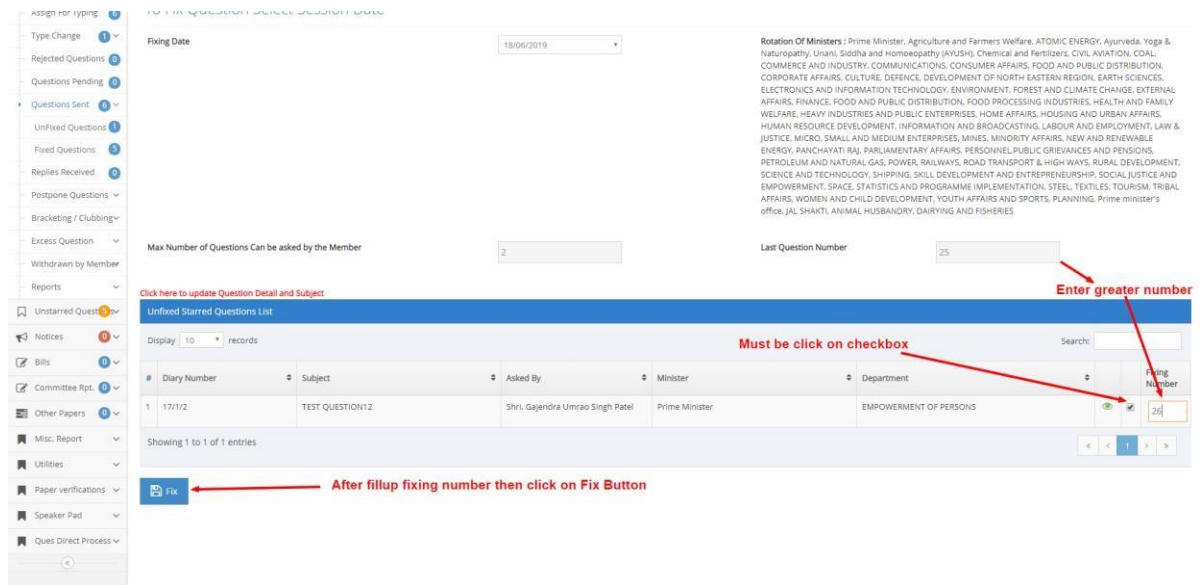 Assign For Typing 6
To Fix Question Select Session Date
Type Change 1
Rejected Questions 0
Questions Pending 0
Questions Sent 6
UnFixed Questions 1
Fixed Questions 5
Replies Received 0
Postpone Questions
Bracketing / Clubbing
Excess Question
Withdrawn by Member
Reports
Unstarred Quest 5
Notices 0
Bills 0
Committee Rpt. 0
Other Papers 0
Misc. Report
Utilities
Paper verifications
Speaker Pad
Ques Direct Process
Fixing Date
18/06/2019
Rotation Of Ministers : Prime Minister, Agriculture and Farmers Welfare, ATOMIC ENERGY, Ayurveda, Yoga &
Naturopathy, Unani, Siddha and Homoeopathy (AYUSH), Chemical and Fertilizers, CIVIL AVIATION, COAL,
COMMERCE AND INDUSTRY, COMMUNICATIONS, CONSUMER AFFAIRS, FOOD AND PUBLIC DISTRIBUTION,
CORPORATE AFFAIRS, CULTURE, DEFENCE, DEVELOPMENT OF NORTH EASTERN REGION, EARTH SCIENCES,
ELECTRONICS AND INFORMATION TECHNOLOGY, ENVIRONMENT, FOREST AND CLIMATE CHANGE, EXTERNAL
AFFAIRS, FINANCE, FOOD AND PUBLIC DISTRIBUTION, FOOD PROCESSING INDUSTRIES, HEALTH AND FAMILY
WELFARE, HEAVY INDUSTRIES AND PUBLIC ENTERPRISES, HOME AFFAIRS, HOUSING AND URBAN AFFAIRS,
HUMAN RESOURCE DEVELOPMENT, INFORMATION AND BROADCASTING, LABOUR AND EMPLOYMENT, LAW &
JUSTICE, MICRO, SMALL AND MEDIUM ENTERPRISES, MINES, MINORITY AFFAIRS, NEW AND RENEWABLE
ENERGY, PANCHAYATI RAJ, PARLIAMENTARY AFFAIRS, PERSONNEL,PUBLIC GRIEVANCES AND PENSIONS,
PETROLEUM AND NATURAL GAS, POWER, RAILWAYS, ROAD TRANSPORT & HIGH WAYS, RURAL DEVELOPMENT,
SCIENCE AND TECHNOLOGY, SHIPPING, SKILL DEVELOPMENT AND ENTREPRENEURSHIP, SOCIAL JUSTICE AND
EMPOWERMENT, SPACE, STATISTICS AND PROGRAMME IMPLEMENTATION, STEEL, TEXTILES, TOURISM, TRIBAL
AFFAIRS, WOMEN AND CHILD DEVELOPMENT, YOUTH AFFAIRS AND SPORTS, PLANNING, Prime minister's
office, JAL SHAKTI, ANIMAL HUSBANDRY, DAIRYING AND FISHERIES
Max Number of Questions Can be asked by the Member 2
Last Question Number 25
Enter greater number
Click here to update Question Detail and Subject
Unfixed Starred Questions List
Display 10 records
Must be click on checkbox
Search:
# Diary Number Subject Asked By Minister Department Fixing
Number
1 17/1/2 TEST QUESTION12 Shri. Gajendra Umrao Singh Patel Prime Minister EMPOWERMENT OF PERSONS 26
Showing 1 to 1 of 1 entries
« < 1 > »
Fix
After fillup fixing number then click on Fix Button